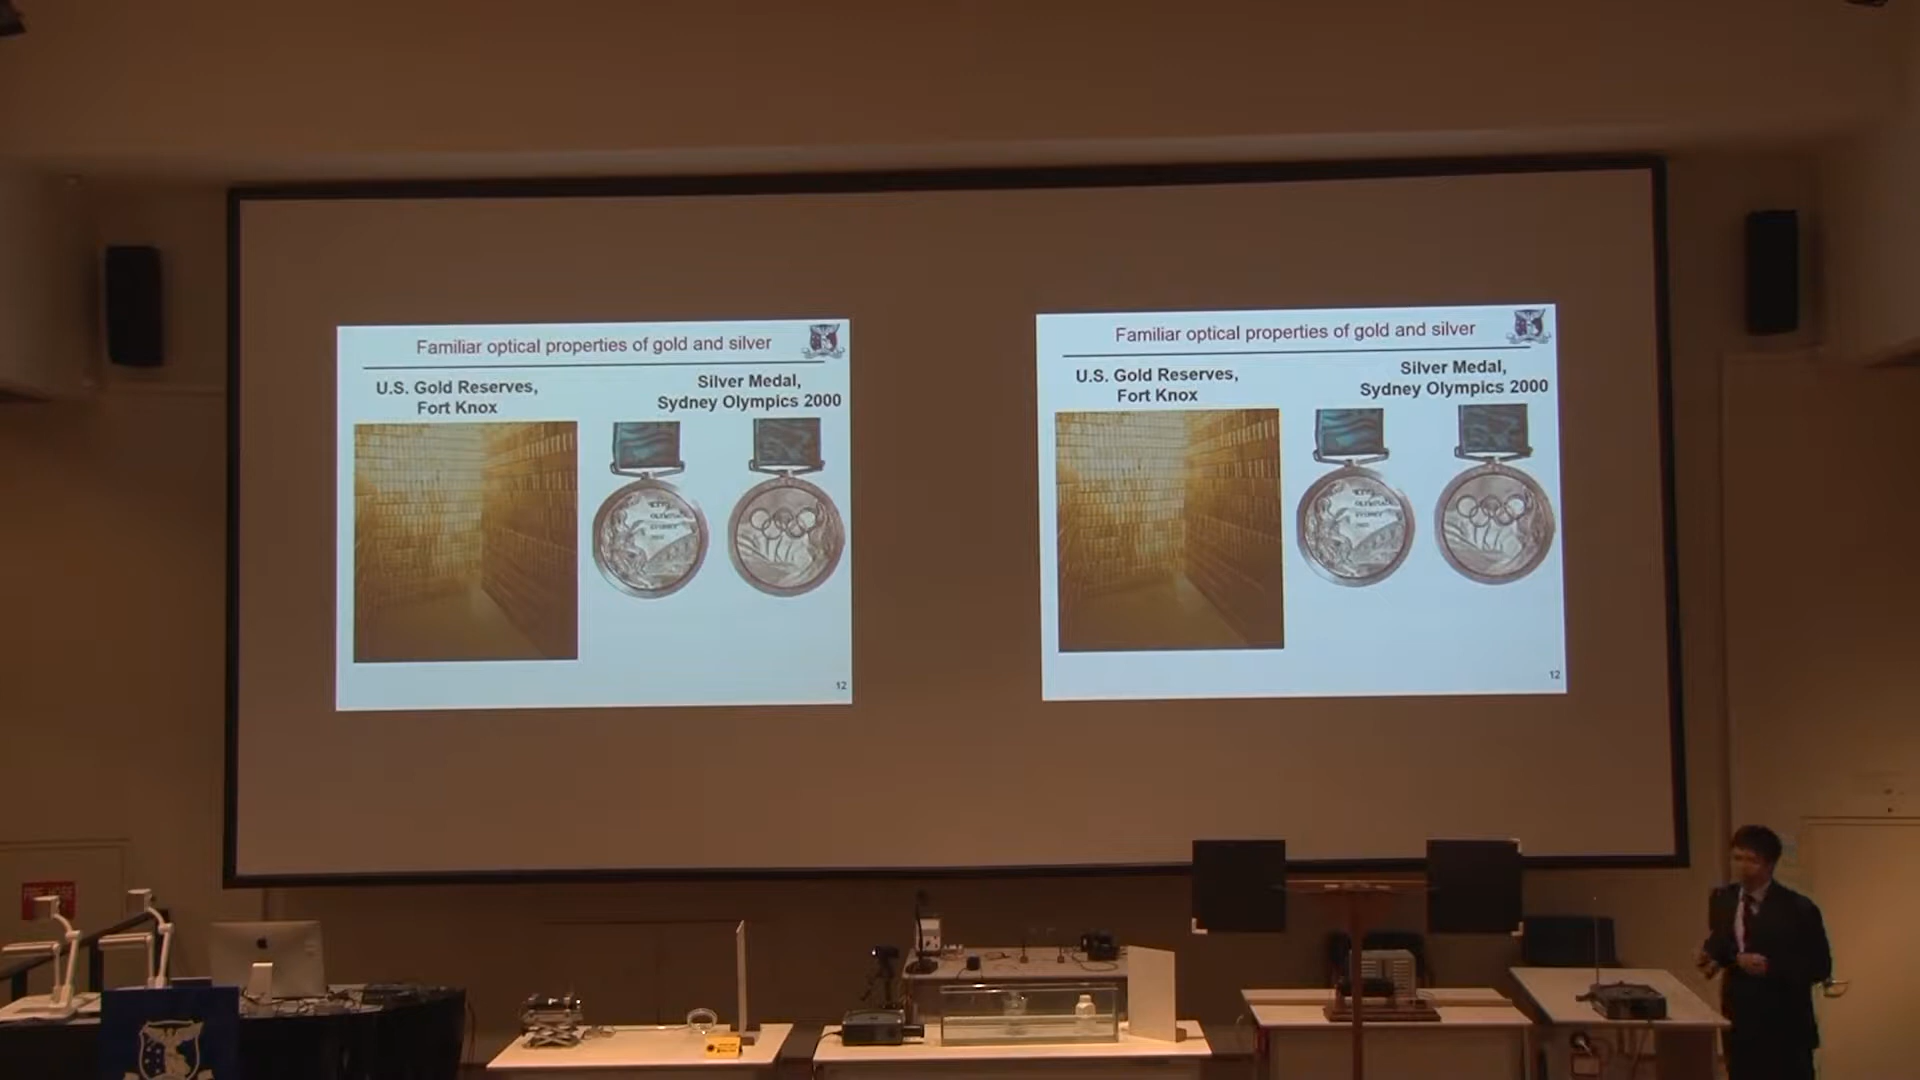 Familiar optical properties of gold and silver
U.S. Gold Reserves,
Fort Knox
Silver Medal,
Sydney Olympics 2000
12
Familiar optical properties of gold and silver
U.S. Gold Reserves,
Fort Knox
Silver Medal,
Sydney Olympics 2000
12